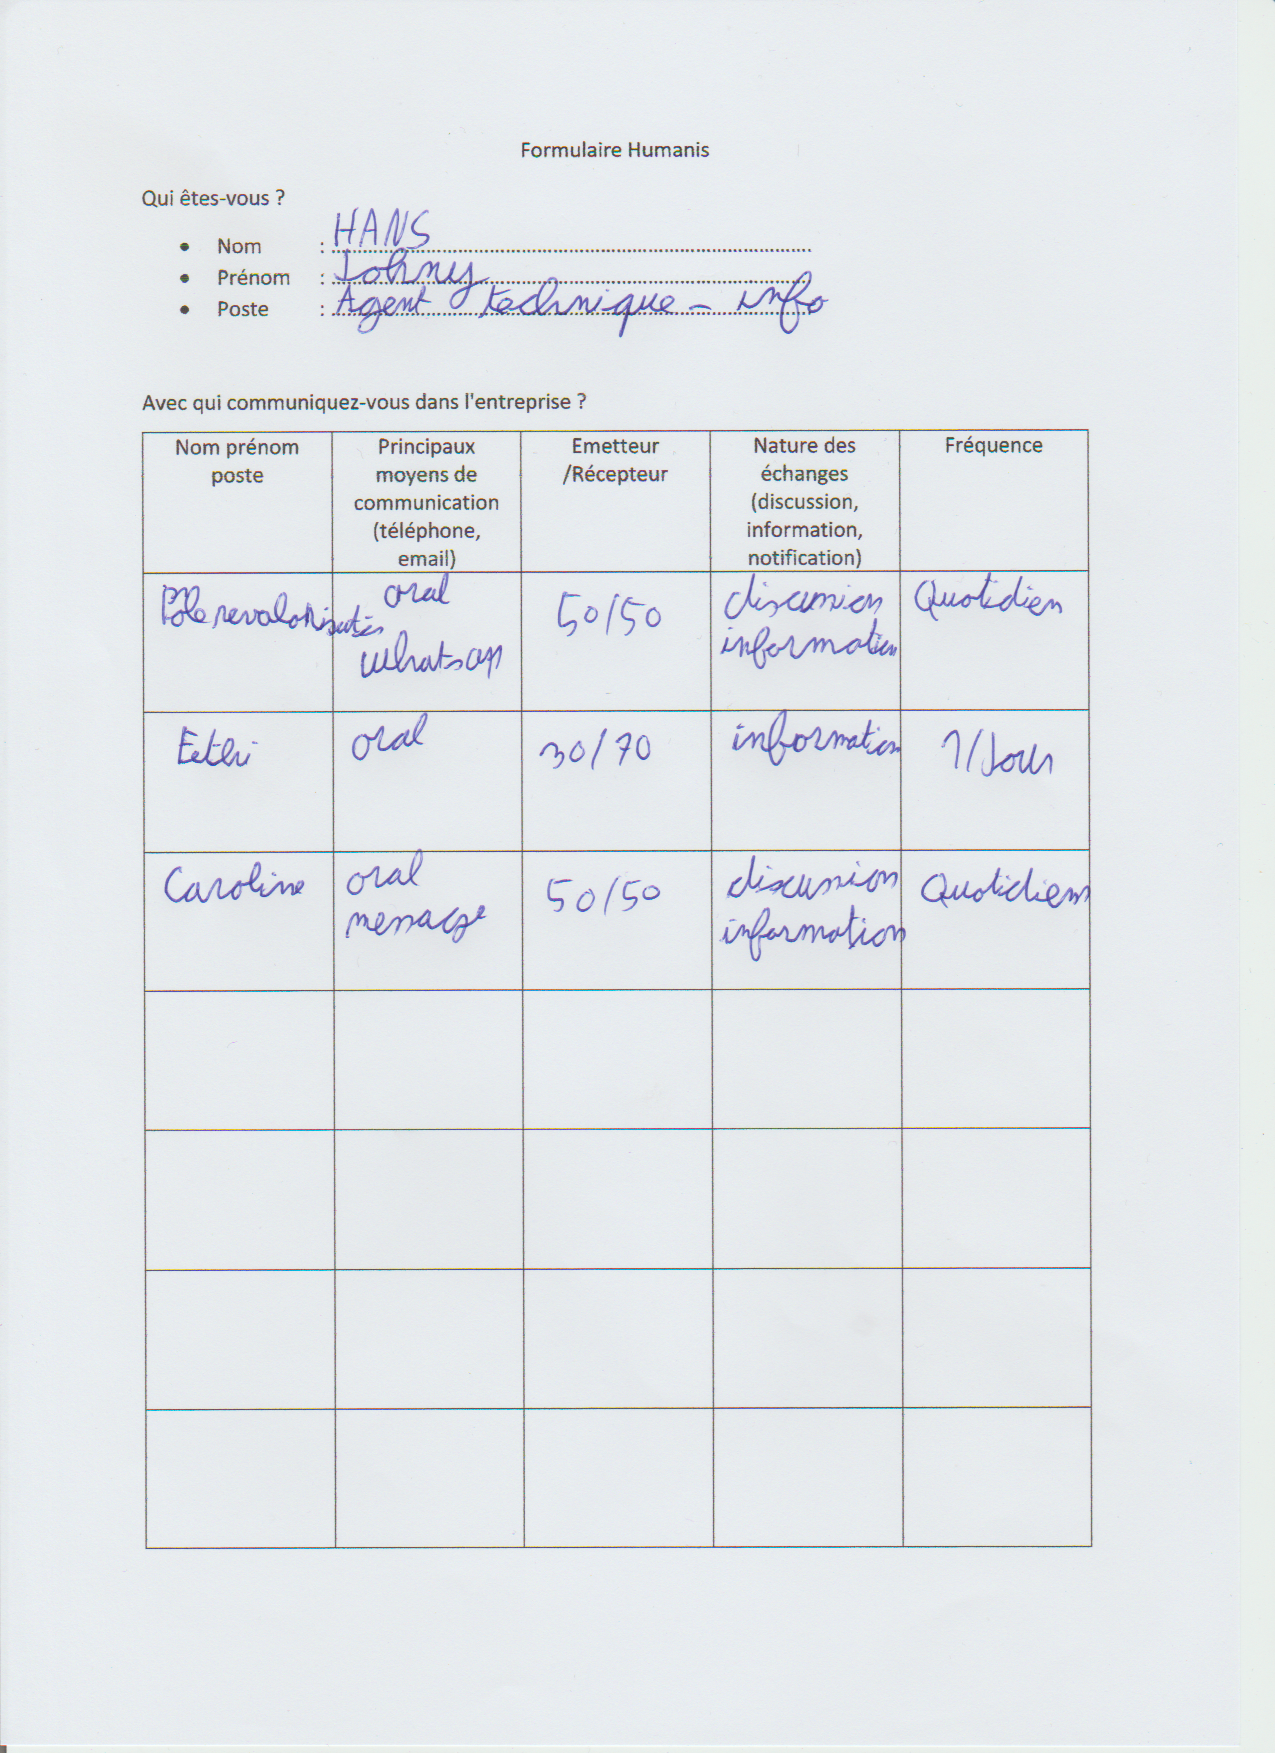 Formulaire Humanis
Qui êtes-vous ?
• Nom : HANS
• Prénom : Johnny
• Poste : Agent technique - info
Avec qui communiquez-vous dans l'entreprise ?
Nom prénom
poste
Principaux
moyens de
communication
(téléphone,
email)
Emetteur
/Récepteur
Nature des
échanges
(discussion,
information,
notification)
Fréquence
Pôle revalorisation
oral
whatsapp
50/50
discussion
information
Quotidien
oral
30/70
information
1/Jour
Caroline
oral
message
50/50
discussion
information
Quotidien